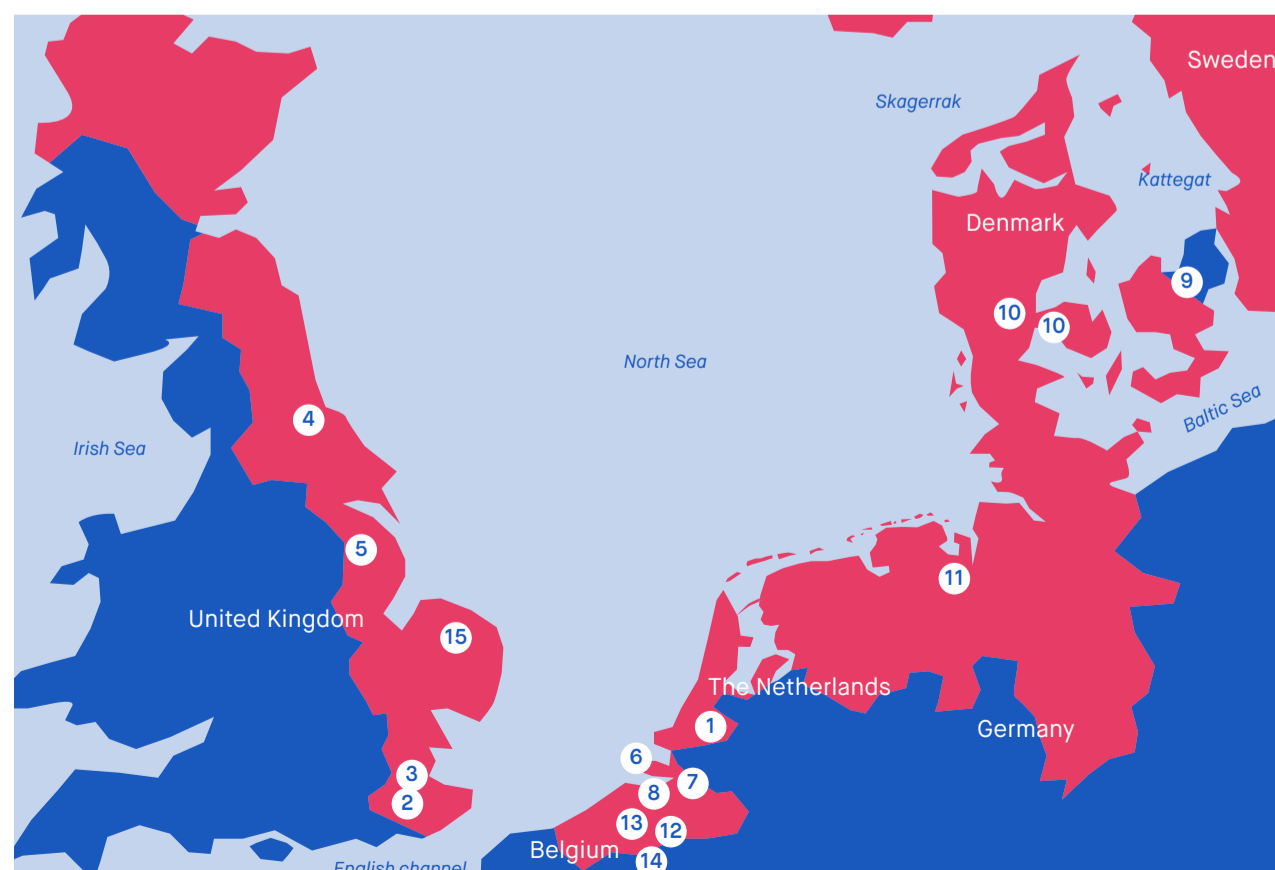 Sweden
Skagerrak
Kattegat
Denmark
9
10
10
North Sea
Baltic Sea
4
Irish Sea
5
11
United Kingdom
15
The Netherlands
1
Germany
6
3
7
8
2
13
12
Belgium
14
English channel